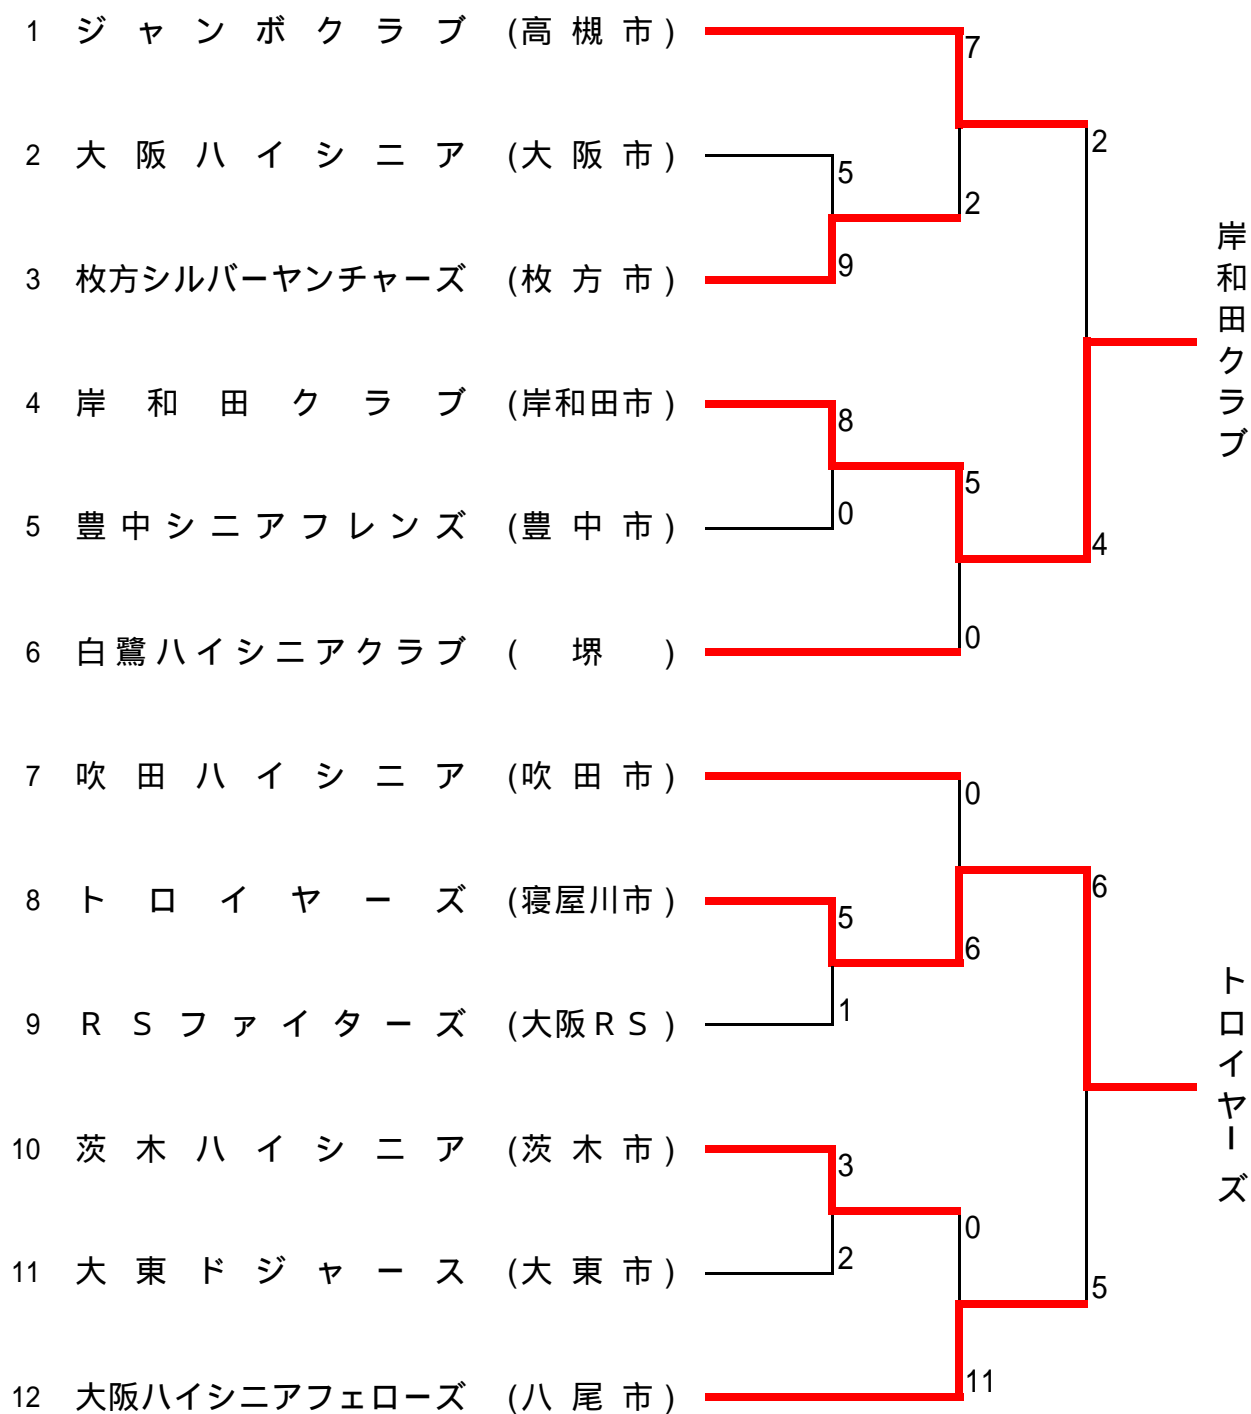 1 ジャンボクラブ (高槻市)
7
2
2 大阪ハイシニア (大阪市)
5
2
3 枚方シルバーヤンチャーズ (枚方市)
9
岸和田クラブ
4 岸和田クラブ (岸和田市)
8
5
5 豊中シニアフレンズ (豊中市)
0
4
6 白鷺ハイシニアクラブ (堺)
0
7 吹田ハイシニア (吹田市)
0
6
8 トロイヤーズ (寝屋川市)
5
6
9 RSファイターズ (大阪RS)
1
トロイヤーズ
10 茨木ハイシニア (茨木市)
3
0
11 大東ドジャース (大東市)
2
5
12 大阪ハイシニアフェローズ (八尾市)
11